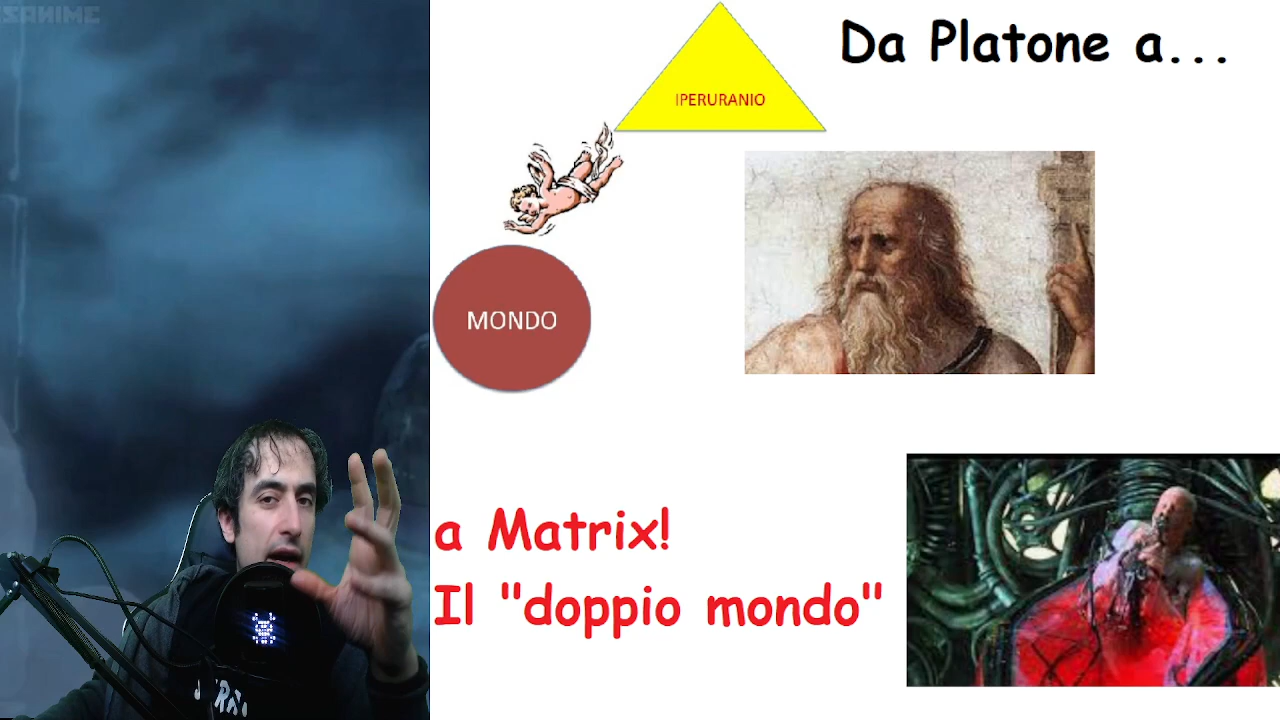 Da Platone a...
IPERURANIO
MONDO
a Matrix!
Il "doppio mondo"